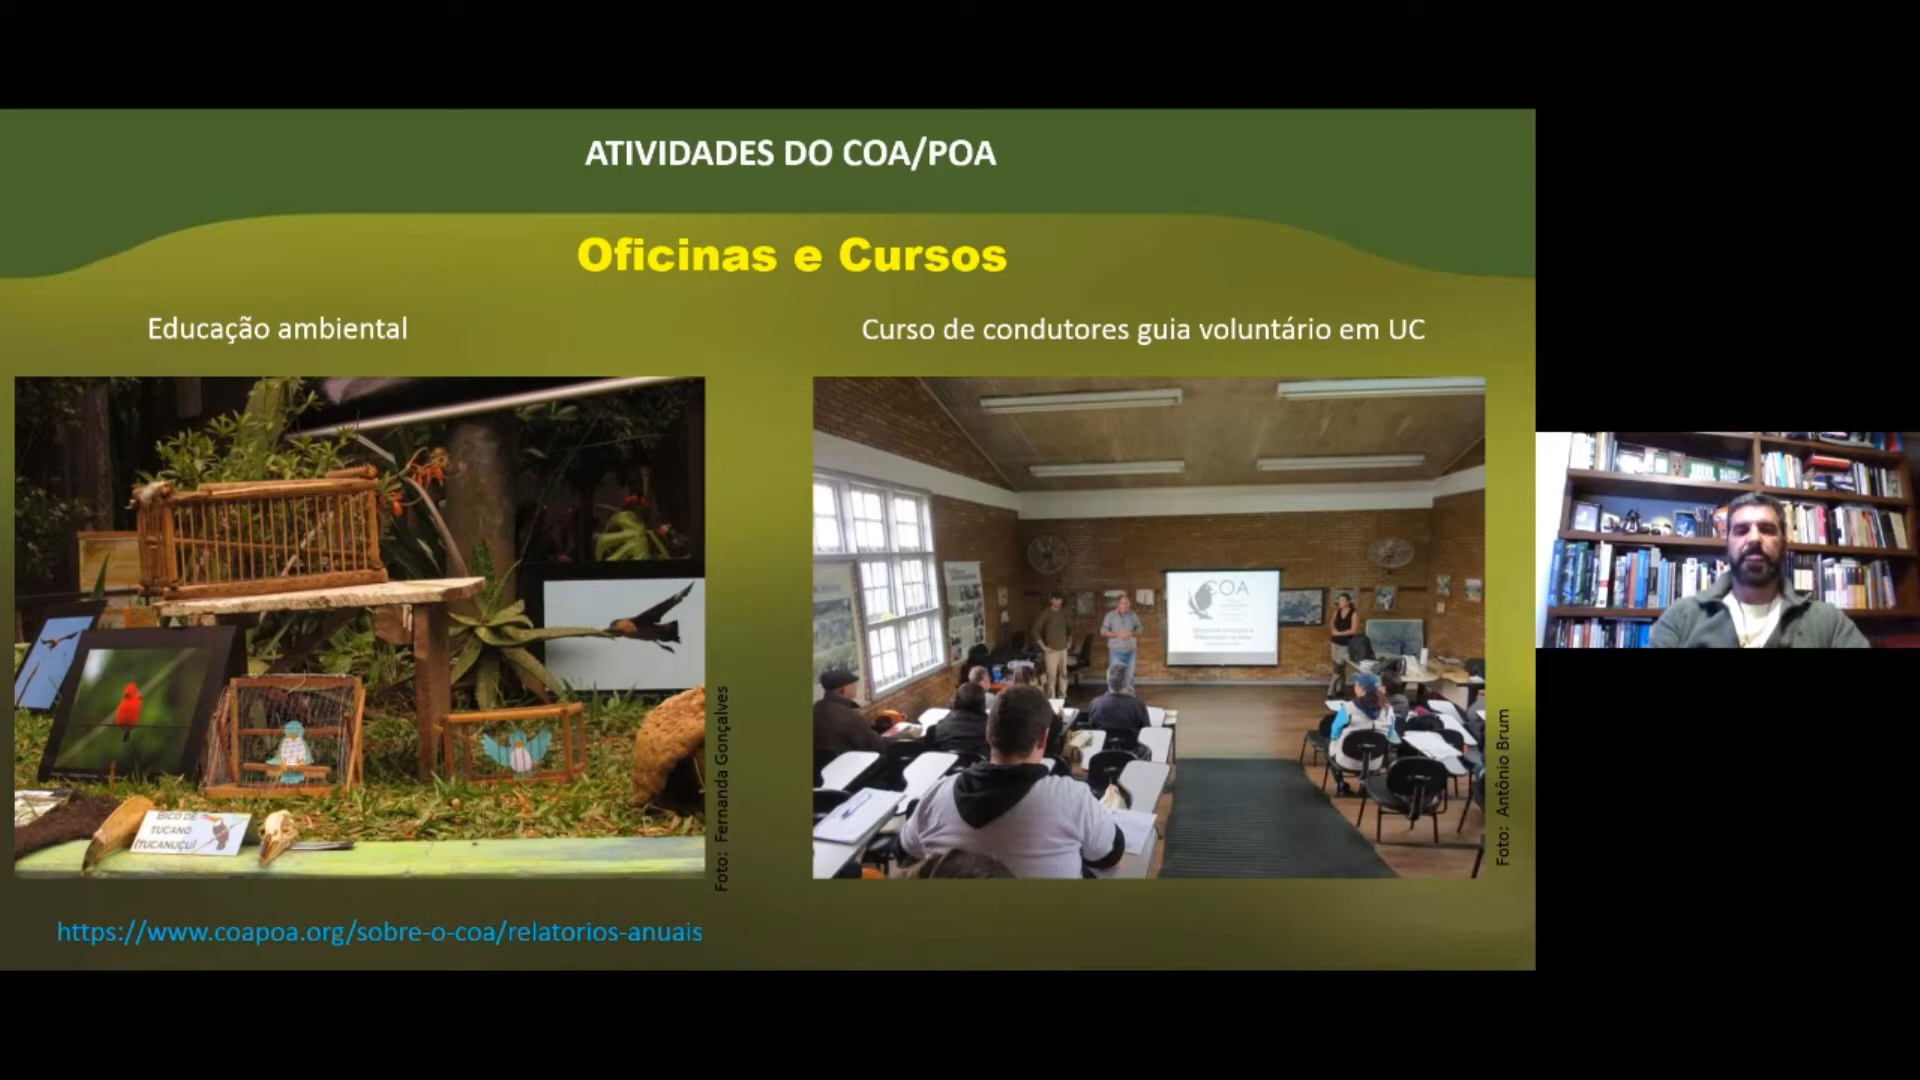 ATIVIDADES DO COA/POA
Oficinas e Cursos
Educação ambiental
Curso de condutores guia voluntário em UC
BICO DE
TUCANO
(TUCANUÇU)
COA
Foto: Fernanda Gonçalves
Foto: Antônio Brum
https://www.coapoa.org/sobre-o-coa/relatorios-anuais